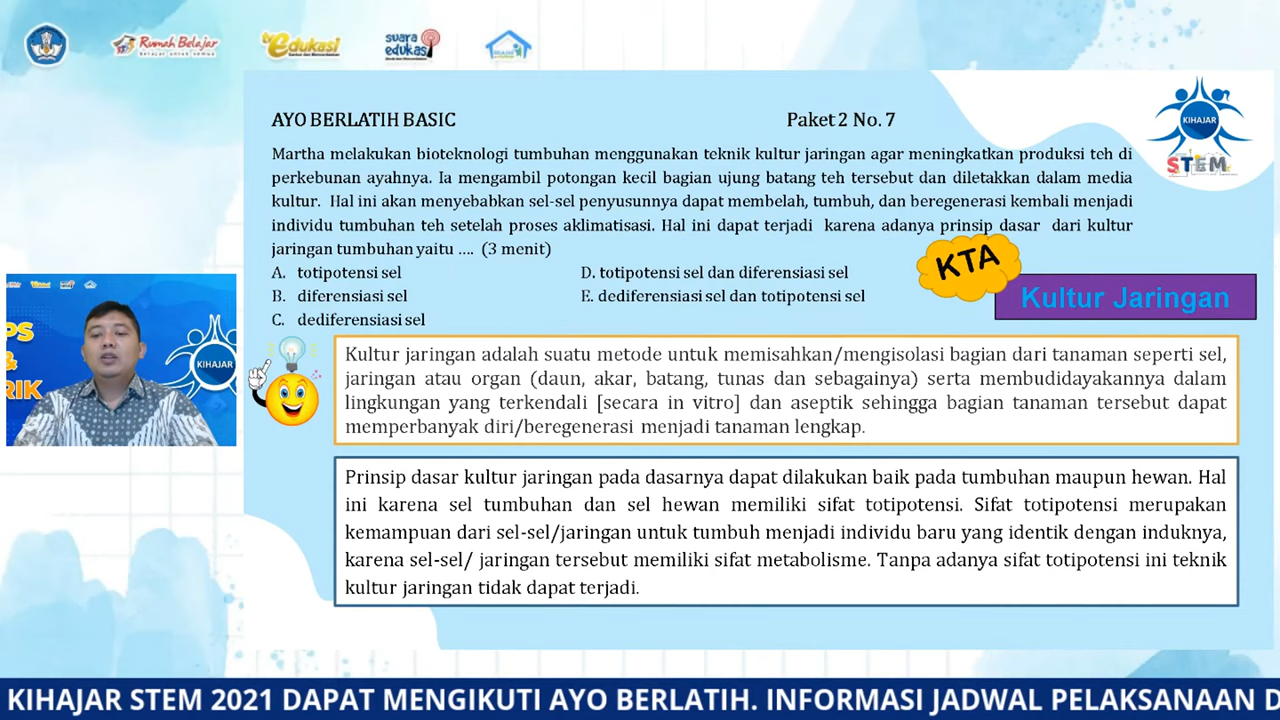 Rumah Belajar
tv Edukasi
suara
edukasi
AYO BERLATIH BASIC
Paket 2 No. 7
KIHAJAR
STEM
Martha melakukan bioteknologi tumbuhan menggunakan teknik kultur jaringan agar meningkatkan produksi teh di
perkebunan ayahnya. Ia mengambil potongan kecil bagian ujung batang teh tersebut dan diletakkan dalam media
kultur. Hal ini akan menyebabkan sel-sel penyusunnya dapat membelah, tumbuh, dan beregenerasi kembali menjadi
individu tumbuhan teh setelah proses aklimatisasi. Hal ini dapat terjadi karena adanya prinsip dasar dari kultur
jaringan tumbuhan yaitu .... (3 menit)
A. totipotensi sel
B. diferensiasi sel
C. dediferensiasi sel
D. totipotensi sel dan diferensiasi sel
E. dediferensiasi sel dan totipotensi sel
KTA
Kultur Jaringan
PS
&
RIK
KIHAJAR
Kultur jaringan adalah suatu metode untuk memisahkan/mengisolasi bagian dari tanaman seperti sel,
jaringan atau organ (daun, akar, batang, tunas dan sebagainya) serta membudidayakannya dalam
lingkungan yang terkendali [secara in vitro] dan aseptik sehingga bagian tanaman tersebut dapat
memperbanyak diri/beregenerasi menjadi tanaman lengkap.
Prinsip dasar kultur jaringan pada dasarnya dapat dilakukan baik pada tumbuhan maupun hewan. Hal
ini karena sel tumbuhan dan sel hewan memiliki sifat totipotensi. Sifat totipotensi merupakan
kemampuan dari sel-sel/jaringan untuk tumbuh menjadi individu baru yang identik dengan induknya,
karena sel-sel/ jaringan tersebut memiliki sifat metabolisme. Tanpa adanya sifat totipotensi ini teknik
kultur jaringan tidak dapat terjadi.
KIHAJAR STEM 2021 DAPAT MENGIKUTI AYO BERLATIH. INFORMASI JADWAL PELAKSANAAN D